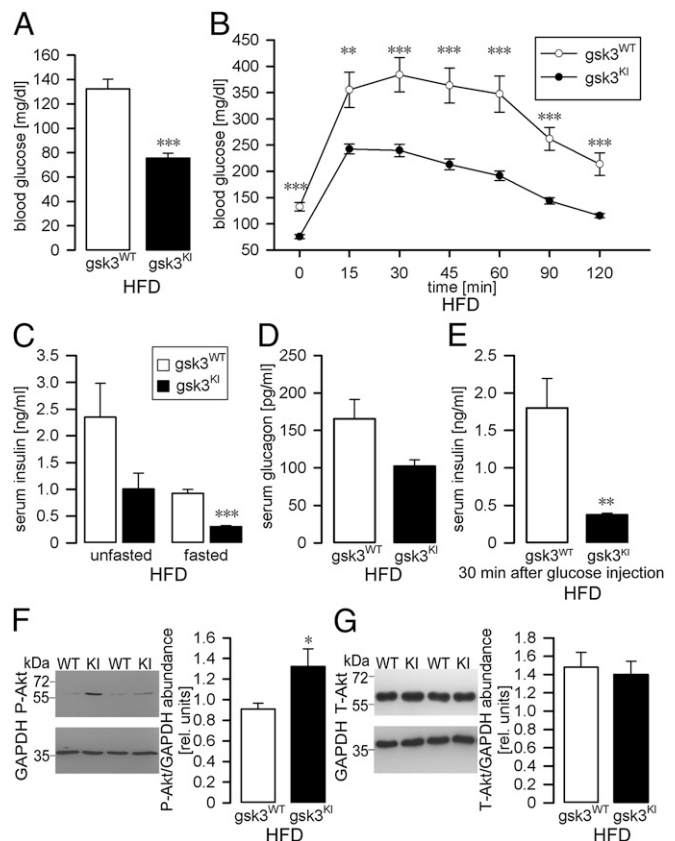 A
blood glucose [mg/dl]
160
140
120
100
80
60
40
20
0
***
gsk3WT gsk3KI
HFD
B
blood glucose [mg/dl]
450
400
350
300
250
200
150
100
50
*** ** *** *** *** *** ***
gsk3WT
gsk3KI
0 15 30 45 60 90 120
time [min]
HFD
C
serum insulin [ng/ml]
3.5
3.0
2.5
2.0
1.5
1.0
0.5
0
gsk3WT
gsk3KI
***
unfasted fasted
HFD
D
serum glucagon [pg/ml]
250
200
150
100
50
0
gsk3WT gsk3KI
HFD
E
serum insulin [ng/ml]
2.5
2.0
1.5
1.0
0.5
0
**
gsk3WT gsk3KI
30 min after glucose injection
HFD
F
kDa WT KI WT KI
72
55
35
GAPDH P-Akt
P-Akt/GAPDH abundance
[rel. units]
1.6
1.4
1.2
1.0
0.8
0.6
0.4
0.2
0
*
gsk3WT gsk3KI
HFD
G
kDa WT KI WT KI
72
55
35
GAPDH T-Akt
T-Akt/GAPDH abundance
[rel. units]
1.6
1.4
1.2
1.0
0.8
0.6
0.4
0.2
0
gsk3WT gsk3KI
HFD